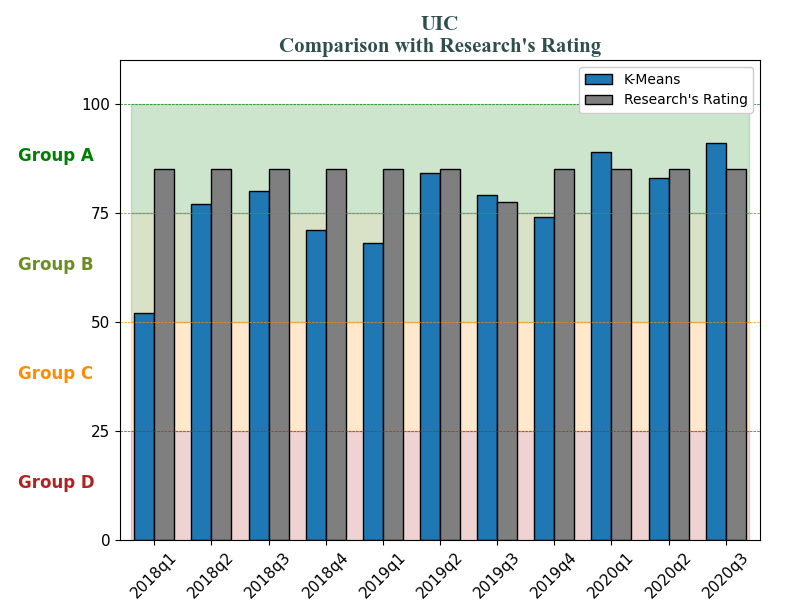 UIC
Comparison with Research's Rating
K-Means
Research's Rating
100
Group A
75
Group B
50
Group C
25
Group D
0
2018q1 2018q2 2018q3 2018q4 2019q1 2019q2 2019q3 2019q4 2020q1 2020q2 2020q3